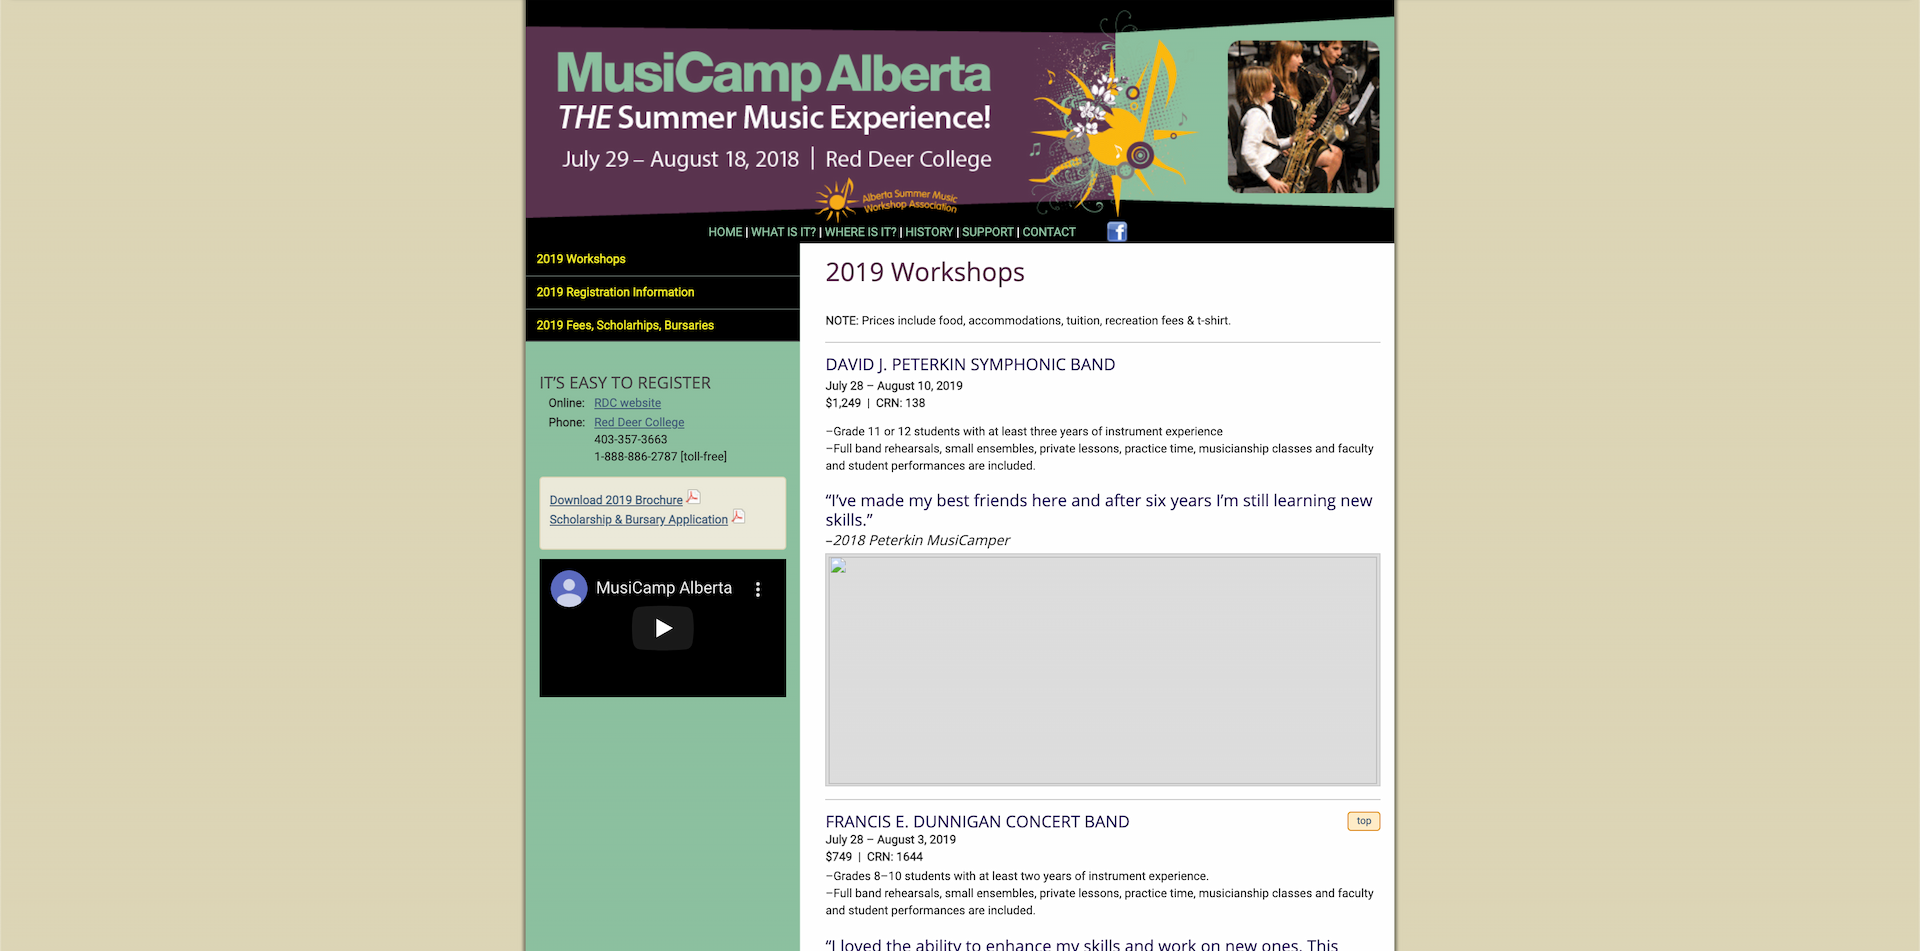 MusiCamp Alberta
THE Summer Music Experience!
July 29 – August 18, 2018 | Red Deer College
Alberta Summer Music
Workshop Association
HOME | WHAT IS IT? | WHERE IS IT? | HISTORY | SUPPORT | CONTACT
f
2019 Workshops
2019 Registration Information
2019 Fees, Scholarhips, Bursaries
IT'S EASY TO REGISTER
Online: RDC website
Phone: Red Deer College
403-357-3663
1-888-886-2787 [toll-free]
Download 2019 Brochure
Scholarship & Bursary Application
MusiCamp Alberta
2019 Workshops
NOTE: Prices include food, accommodations, tuition, recreation fees & t-shirt.
DAVID J. PETERKIN SYMPHONIC BAND
July 28 – August 10, 2019
$1,249 | CRN: 138
–Grade 11 or 12 students with at least three years of instrument experience
–Full band rehearsals, small ensembles, private lessons, practice time, musicianship classes and faculty
and student performances are included.
“I’ve made my best friends here and after six years I’m still learning new
skills.”
–2018 Peterkin MusiCamper
FRANCIS E. DUNNIGAN CONCERT BAND
top
July 28 – August 3, 2019
$749 | CRN: 1644
–Grades 8–10 students with at least two years of instrument experience.
–Full band rehearsals, small ensembles, private lessons, practice time, musicianship classes and faculty
and student performances are included.
“I loved the ability to enhance my skills and work on new ones. This